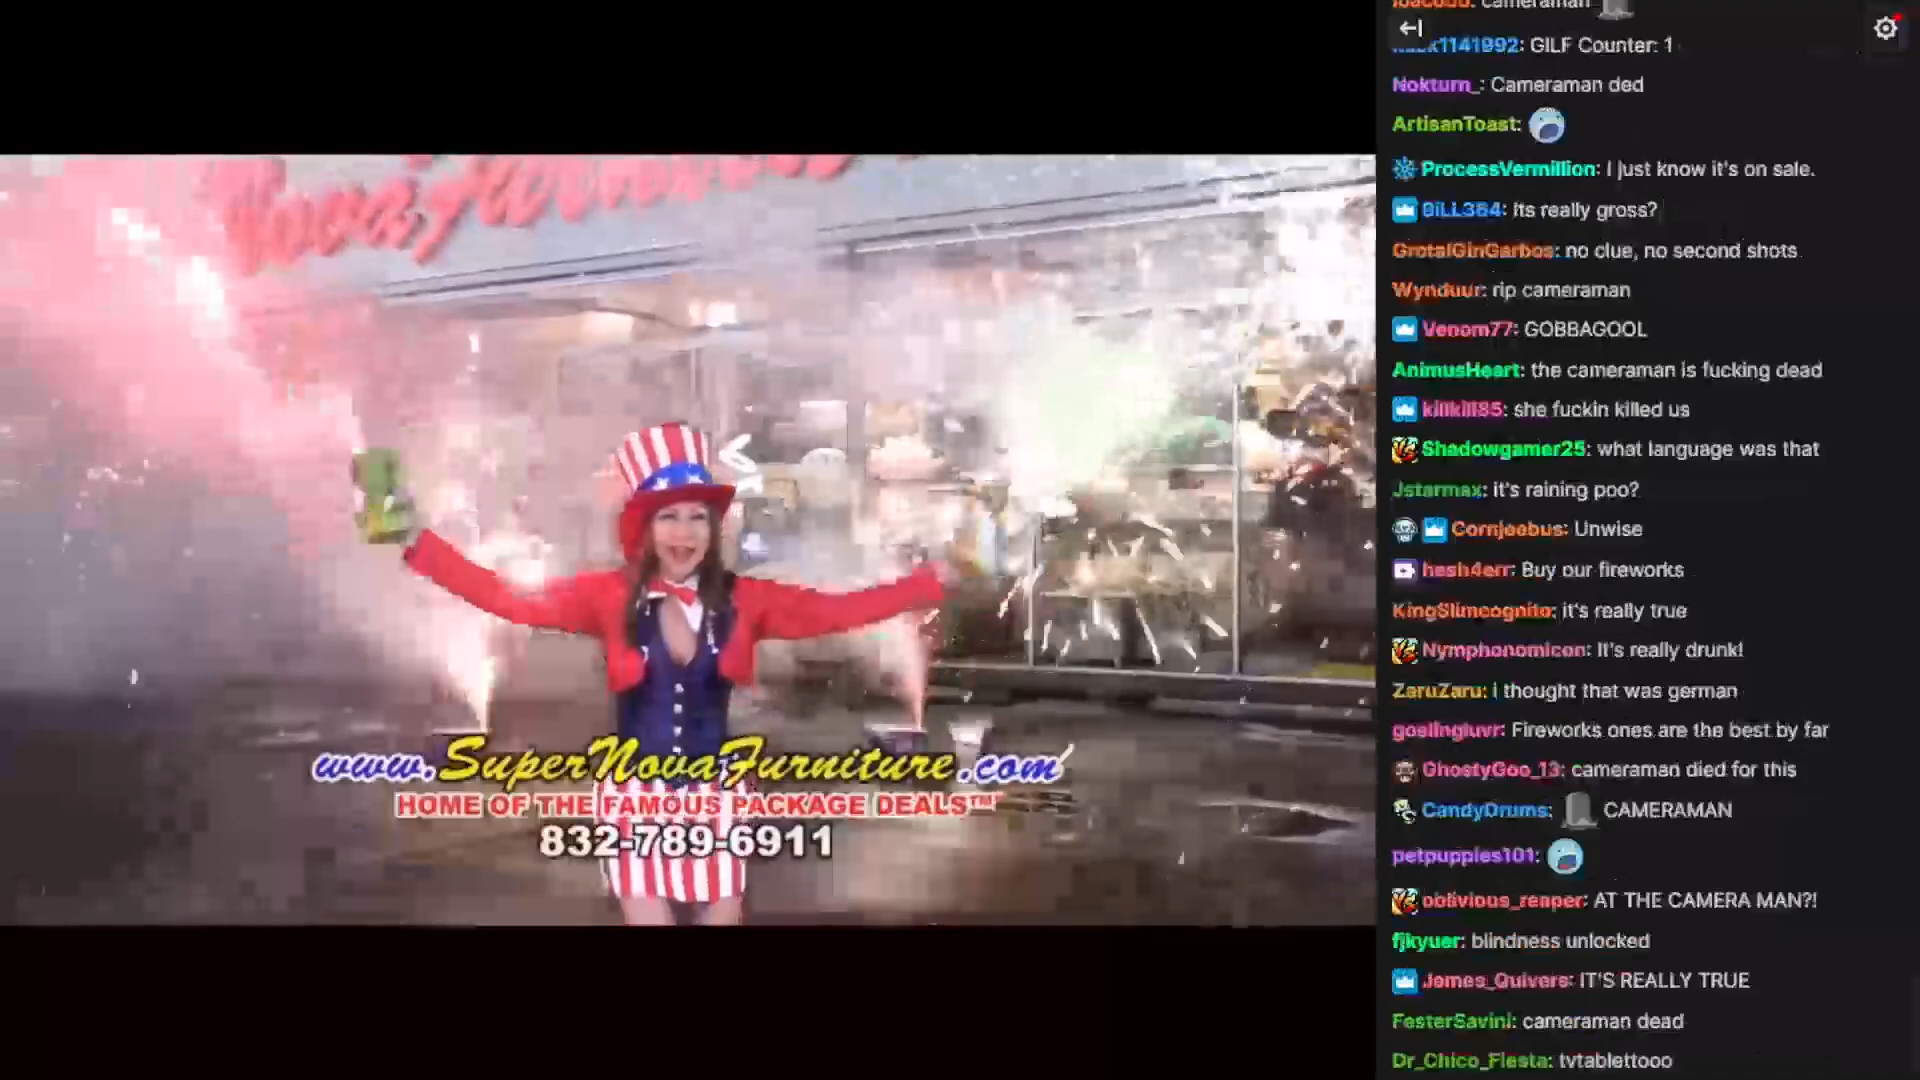 www.SuperNovaFurniture.com
HOME OF THE FAMOUS PACKAGE DEALS™
832-789-6911
cameraman
1141992: GILF Counter: 1
Nokturn_: Cameraman ded
ArtisanToast:
ProcessVermillion: I just know it's on sale.
BiLL364: Its really gross?
GrotalGinGarbos: no clue, no second shots
Wynduur: rip cameraman
Venom77: GOBBAGOOL
AnimusHeart: the cameraman is fucking dead
killkill85: she fuckin killed us
Shadowgamer25: what language was that
Jstarmax: it's raining poo?
Cornjeebus: Unwise
hesh4err: Buy our fireworks
KingSlimcognito: it's really true
Nymphonomicon: It's really drunk!
ZaruZaru: i thought that was german
goslingluvr: Fireworks ones are the best by far
GhostyGoo_13: cameraman died for this
CandyDrums: CAMERAMAN
petpuppies101:
oblivious_reaper: AT THE CAMERA MAN?!
fjkyuer: blindness unlocked
James_Quivers: IT'S REALLY TRUE
FesterSavini: cameraman dead
Dr_Chico_Fiesta: tvtablettooo